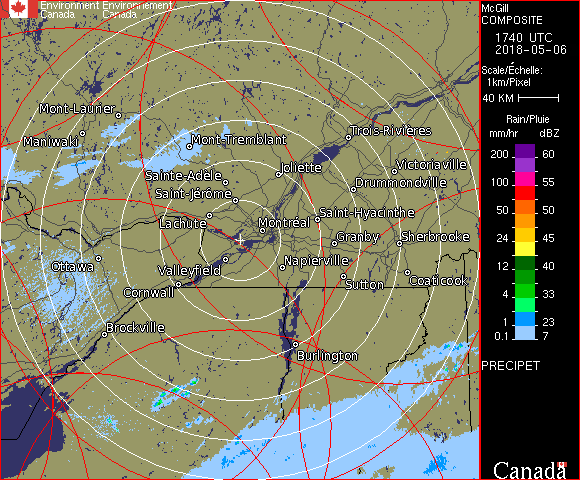 Environment Environnement
Canada Canada
McGill
COMPOSITE
1740 UTC
2018-05-06
Scale/Échelle:
1km/Pixel
40 KM
Rain/Pluie
mm/hr dBZ
200 60
100 55
50 50
24 45
12 40
4 33
1 23
0.1 7
PRECIPET
Mont-Laurier
Maniwaki
Mont-Tremblant
Trois-Rivières
Joliette
Victoriaville
Sainte-Adèle
Drummondville
Saint-Jérôme
Lachute
Montréal
Saint-Hyacinthe
Granby
Sherbrooke
Ottawa
Valleyfield
Napierville
Cornwall
Sutton
Coaticook
Brockville
Burlington
Canada